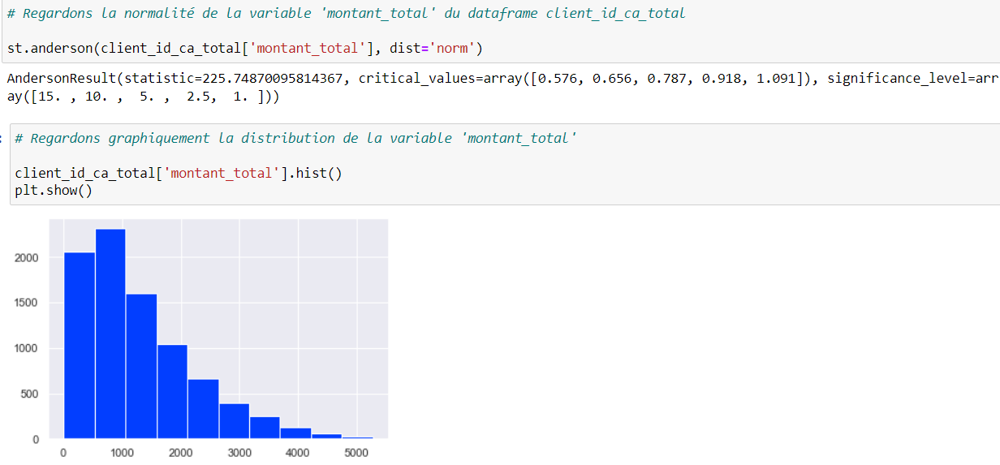 # Regardons la normalité de la variable 'montant_total' du dataframe client_id_ca_total
st.anderson(client_id_ca_total['montant_total'], dist='norm')
AndersonResult(statistic=225.74870095814367, critical_values=array([0.576, 0.656, 0.787, 0.918, 1.091]), significance_level=arr
ay([15. , 10. ,  5. ,  2.5,  1. ]))
:
# Regardons graphiquement la distribution de la variable 'montant_total'
client_id_ca_total['montant_total'].hist()
plt.show()
2000
1500
1000
500
0
0 1000 2000 3000 4000 5000